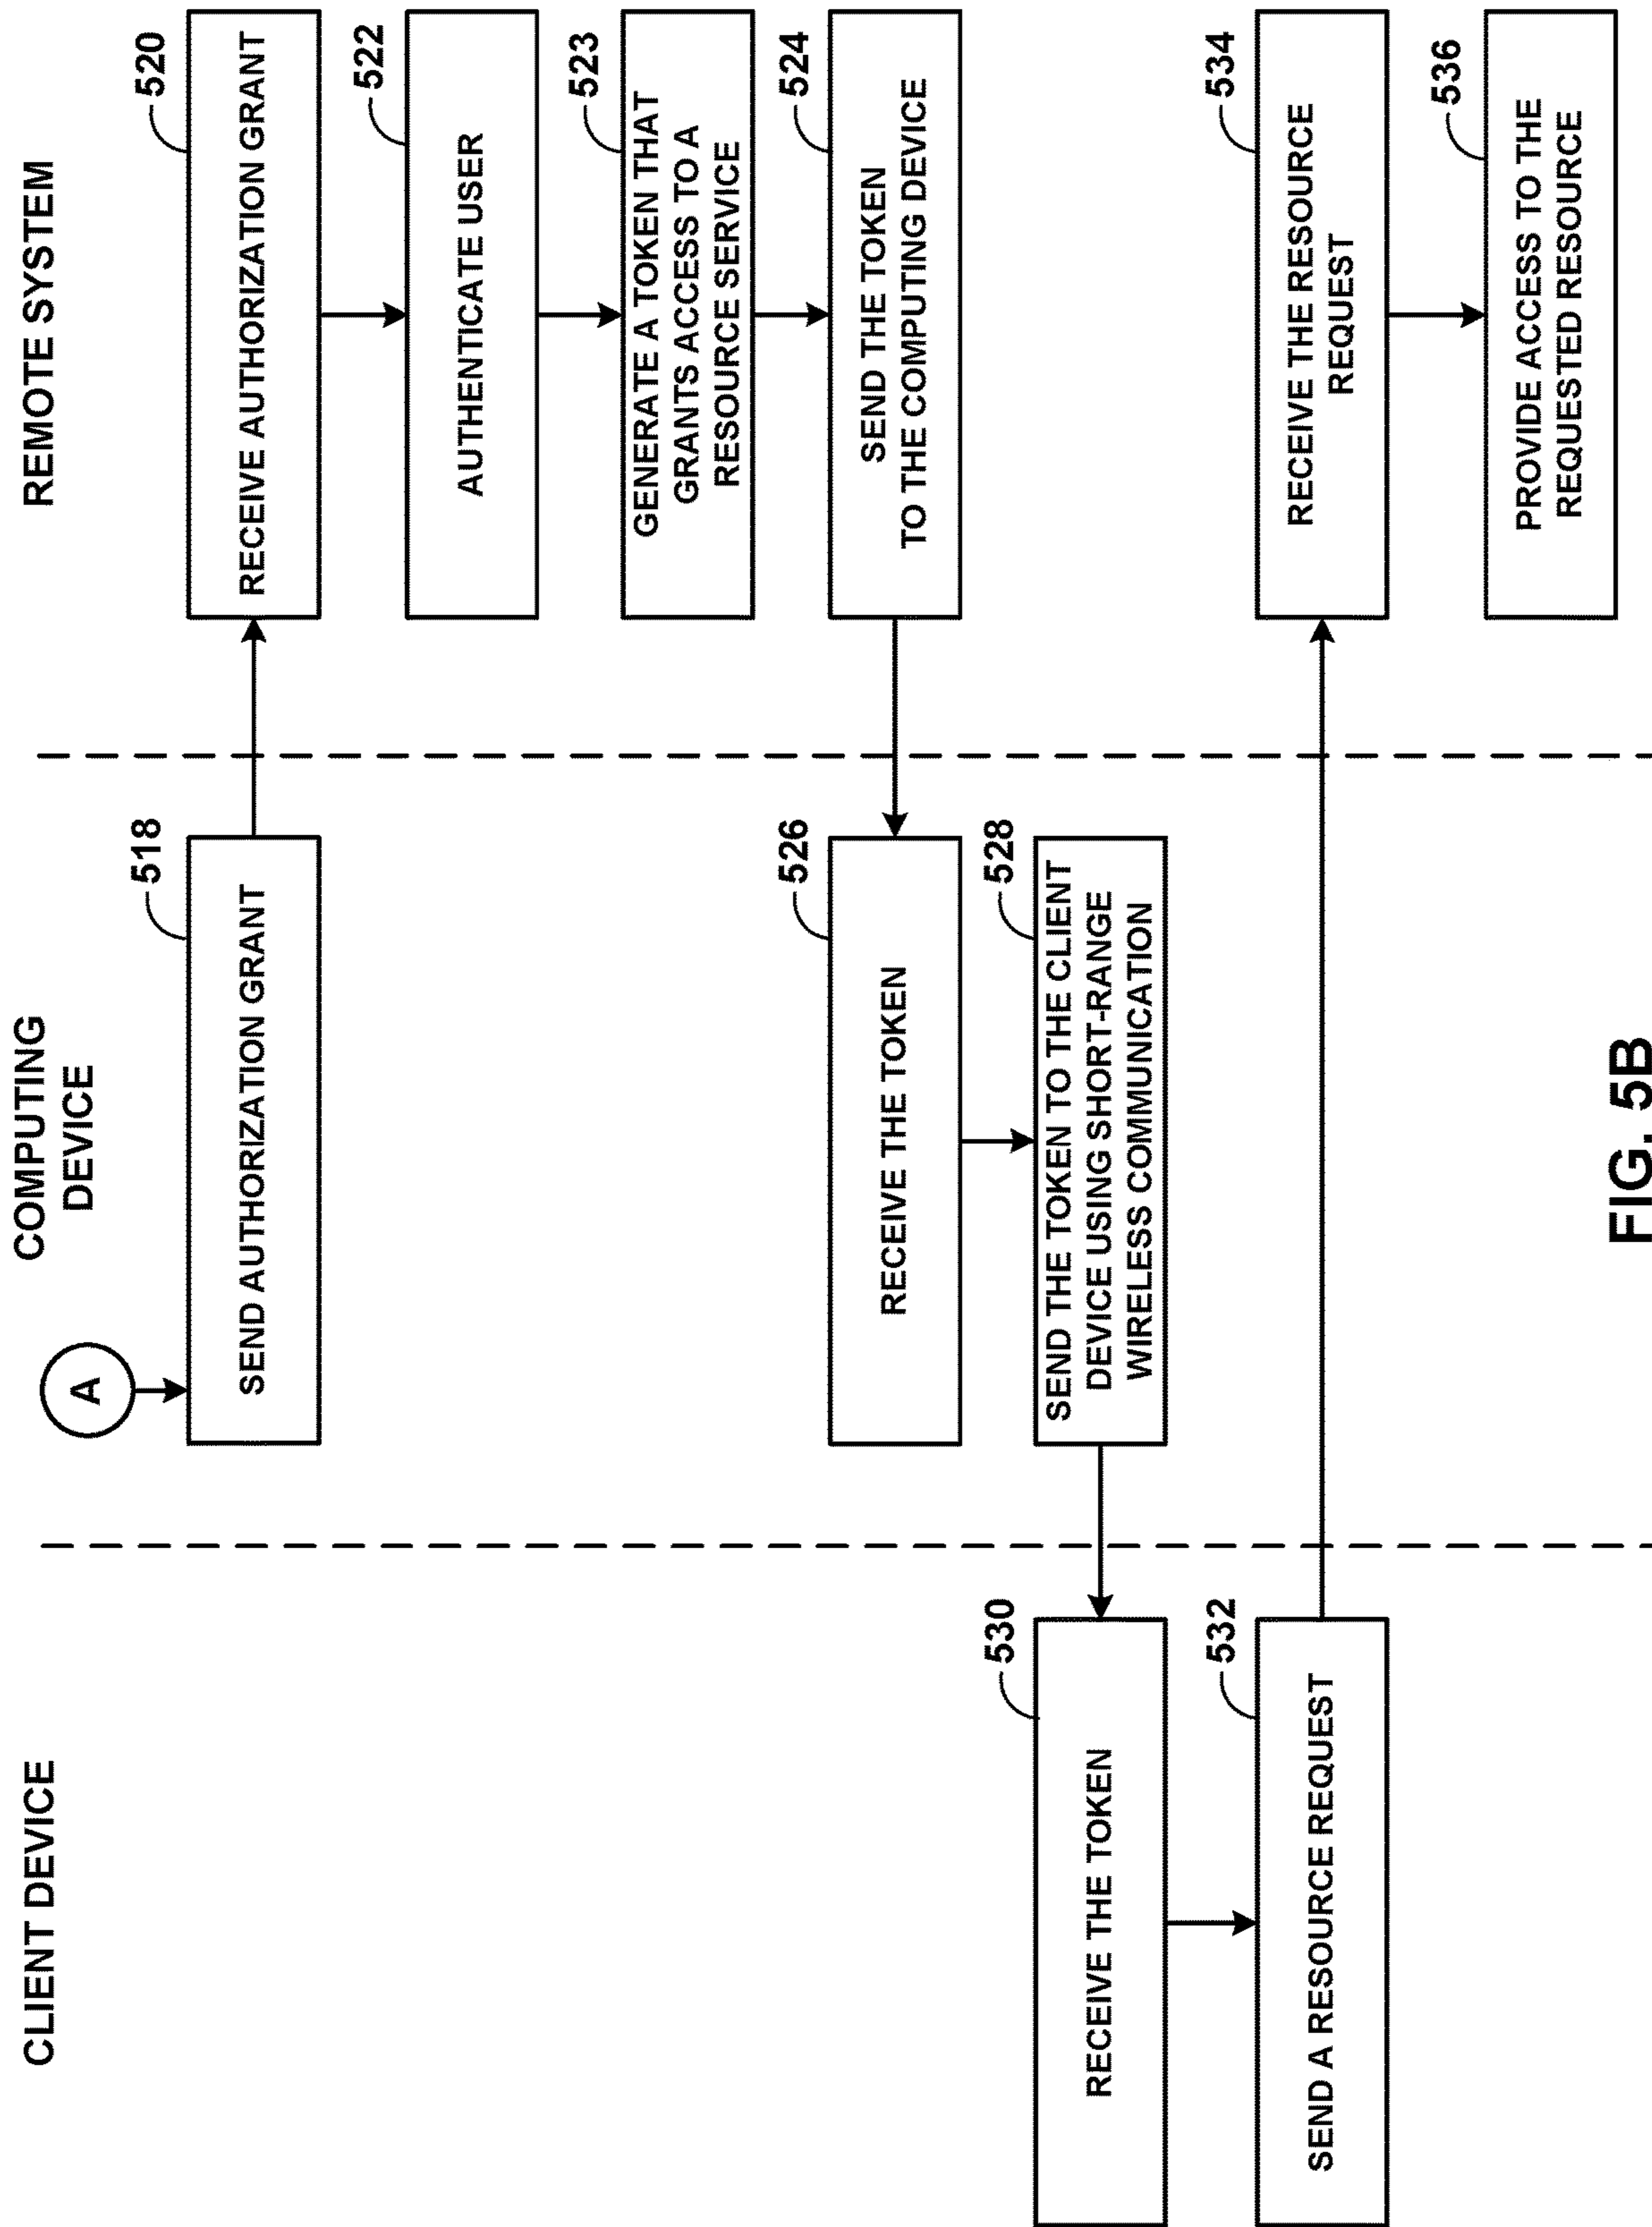 CLIENT DEVICE
COMPUTING
DEVICE
REMOTE SYSTEM
A
518
SEND AUTHORIZATION GRANT
520
RECEIVE AUTHORIZATION GRANT
522
AUTHENTICATE USER
523
GENERATE A TOKEN THAT
GRANTS ACCESS TO A
RESOURCE SERVICE
524
SEND THE TOKEN
TO THE COMPUTING DEVICE
526
RECEIVE THE TOKEN
528
SEND THE TOKEN TO THE CLIENT
DEVICE USING SHORT-RANGE
WIRELESS COMMUNICATION
530
RECEIVE THE TOKEN
532
SEND A RESOURCE REQUEST
534
RECEIVE THE RESOURCE
REQUEST
536
PROVIDE ACCESS TO THE
REQUESTED RESOURCE
FIG. 5B